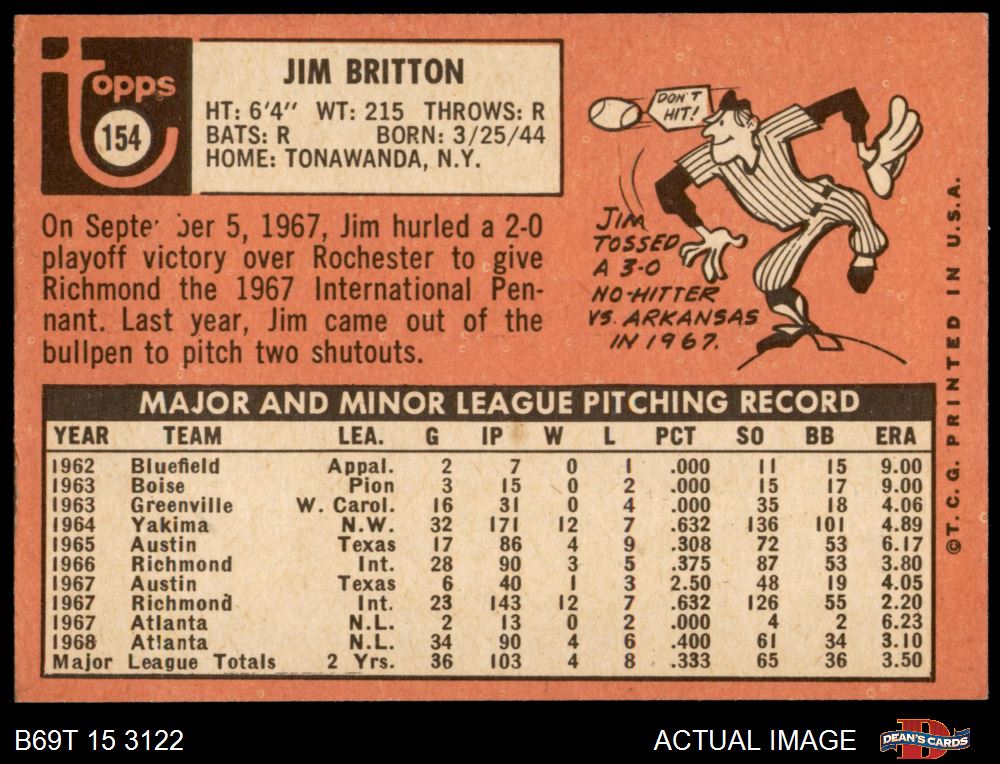 Topps
154
JIM BRITTON
HT: 6'4" WT: 215 THROWS: R
BATS: R BORN: 3/25/44
HOME: TONAWANDA, N.Y.
On Septe ber 5, 1967, Jim hurled a 2-0
playoff victory over Rochester to give
Richmond the 1967 International Pen-
nant. Last year, Jim came out of the
bullpen to pitch two shutouts.
DON'T
HIT!
JIM
TOSSED
A 3-0
NO-HITTER
VS. ARKANSAS
IN 1967.
MAJOR AND MINOR LEAGUE PITCHING RECORD
YEAR TEAM LEA. G IP W L PCT SO BB ERA
1962 Bluefield Appal. 2 7 0 1 .000 11 15 9.00
1963 Boise Pion 3 15 0 2 .000 15 17 9.00
1963 Greenville W. Carol. 16 31 0 4 .000 35 18 4.06
1964 Yakima N.W. 32 171 12 7 .632 136 101 4.89
1965 Austin Texas 17 86 4 9 .308 72 53 6.17
1966 Richmond Int. 28 90 3 5 .375 87 53 3.80
1967 Austin Texas 6 40 1 3 2.50 48 19 4.05
1967 Richmond Int. 23 143 12 7 .632 126 55 2.20
1967 Atlanta N.L. 2 13 0 2 .000 4 2 6.23
1968 Atlanta N.L. 34 90 4 6 .400 61 34 3.10
Major League Totals 2 Yrs. 36 103 4 8 .333 65 36 3.50
©T.C.G. PRINTED IN U.S.A.
B69T 15 3122
ACTUAL IMAGE
D
DEAN'S CARDS